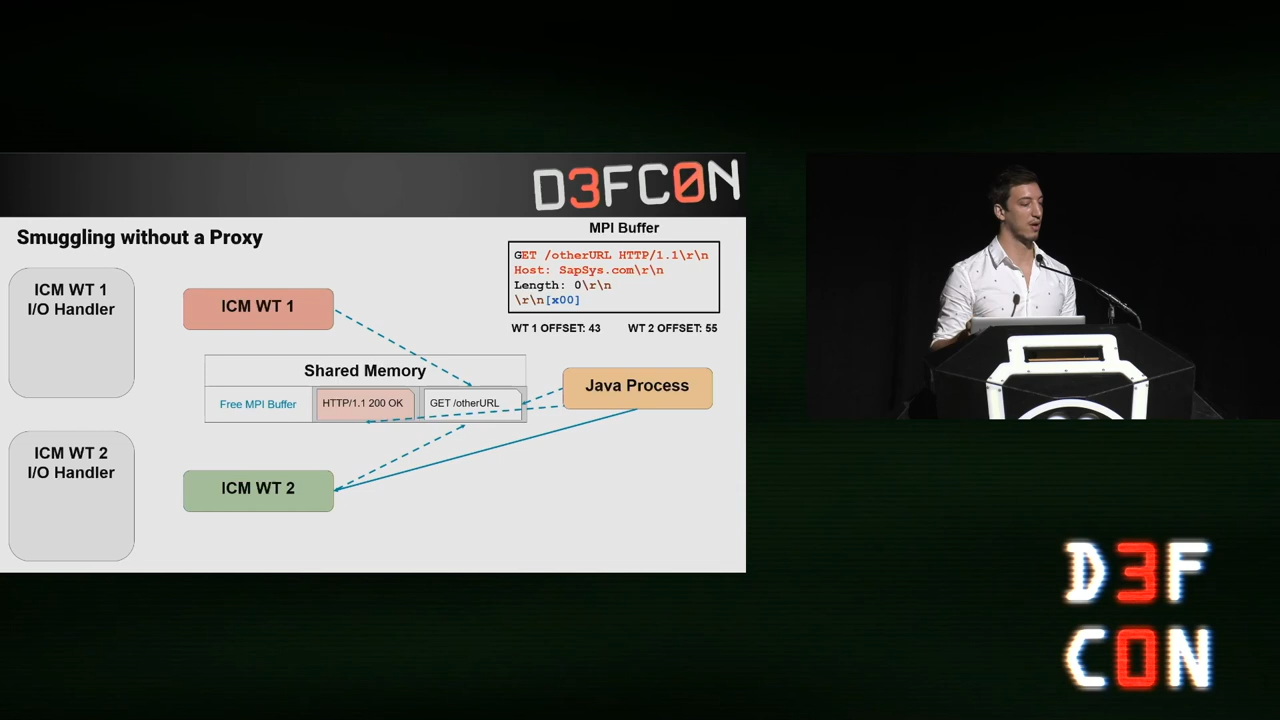 D3FC0N
Smuggling without a Proxy
MPI Buffer
GET /otherURL HTTP/1.1\r\n
Host: SapSys.com\r\n
Length: 0\r\n
\r\n[x00]
WT 1 OFFSET: 43 WT 2 OFFSET: 55
ICM WT 1
I/O Handler
ICM WT 1
Shared Memory
Free MPI Buffer
HTTP/1.1 200 OK
GET /otherURL
Java Process
ICM WT 2
I/O Handler
ICM WT 2
D3F
C0N